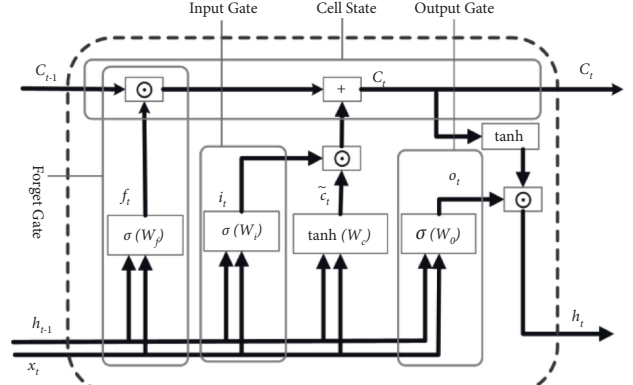 Input Gate
Cell State
Output Gate
C_{t-1}
⊙
+
C_t
C_t
tanh
⊙
⊙
Forget Gate
f_t
i_t
c̃_t
o_t
σ (W_f)
σ (W_i)
tanh (W_c)
σ (W_0)
h_{t-1}
h_t
x_t